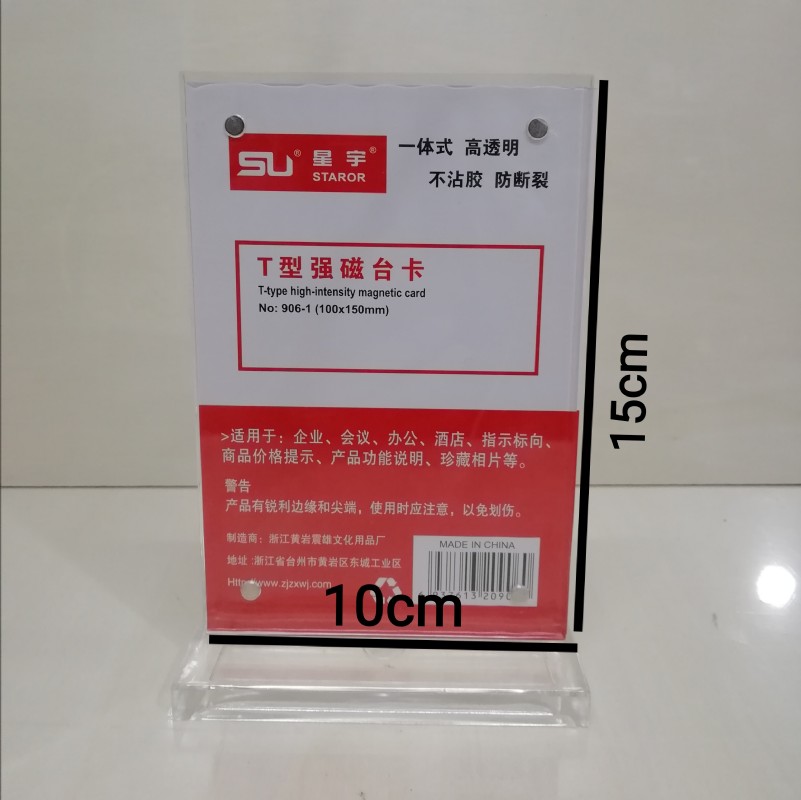 SU® 星宇®
STAROR
一体式 高透明
不沾胶 防断裂
T型强磁台卡
T-type high-intensity magnetic card
No: 906-1 (100x150mm)
>适用于：企业、会议、办公、酒店、指示标向、
商品价格提示、产品功能说明、珍藏相片等。
警告
产品有锐利边缘和尖端，使用时应注意，以免划伤。
制造商：浙江黄岩震雄文化用品厂
地址:浙江省台州市黄岩区东城工业区
www.zjzxwj.com
MADE IN CHINA
10cm
15cm